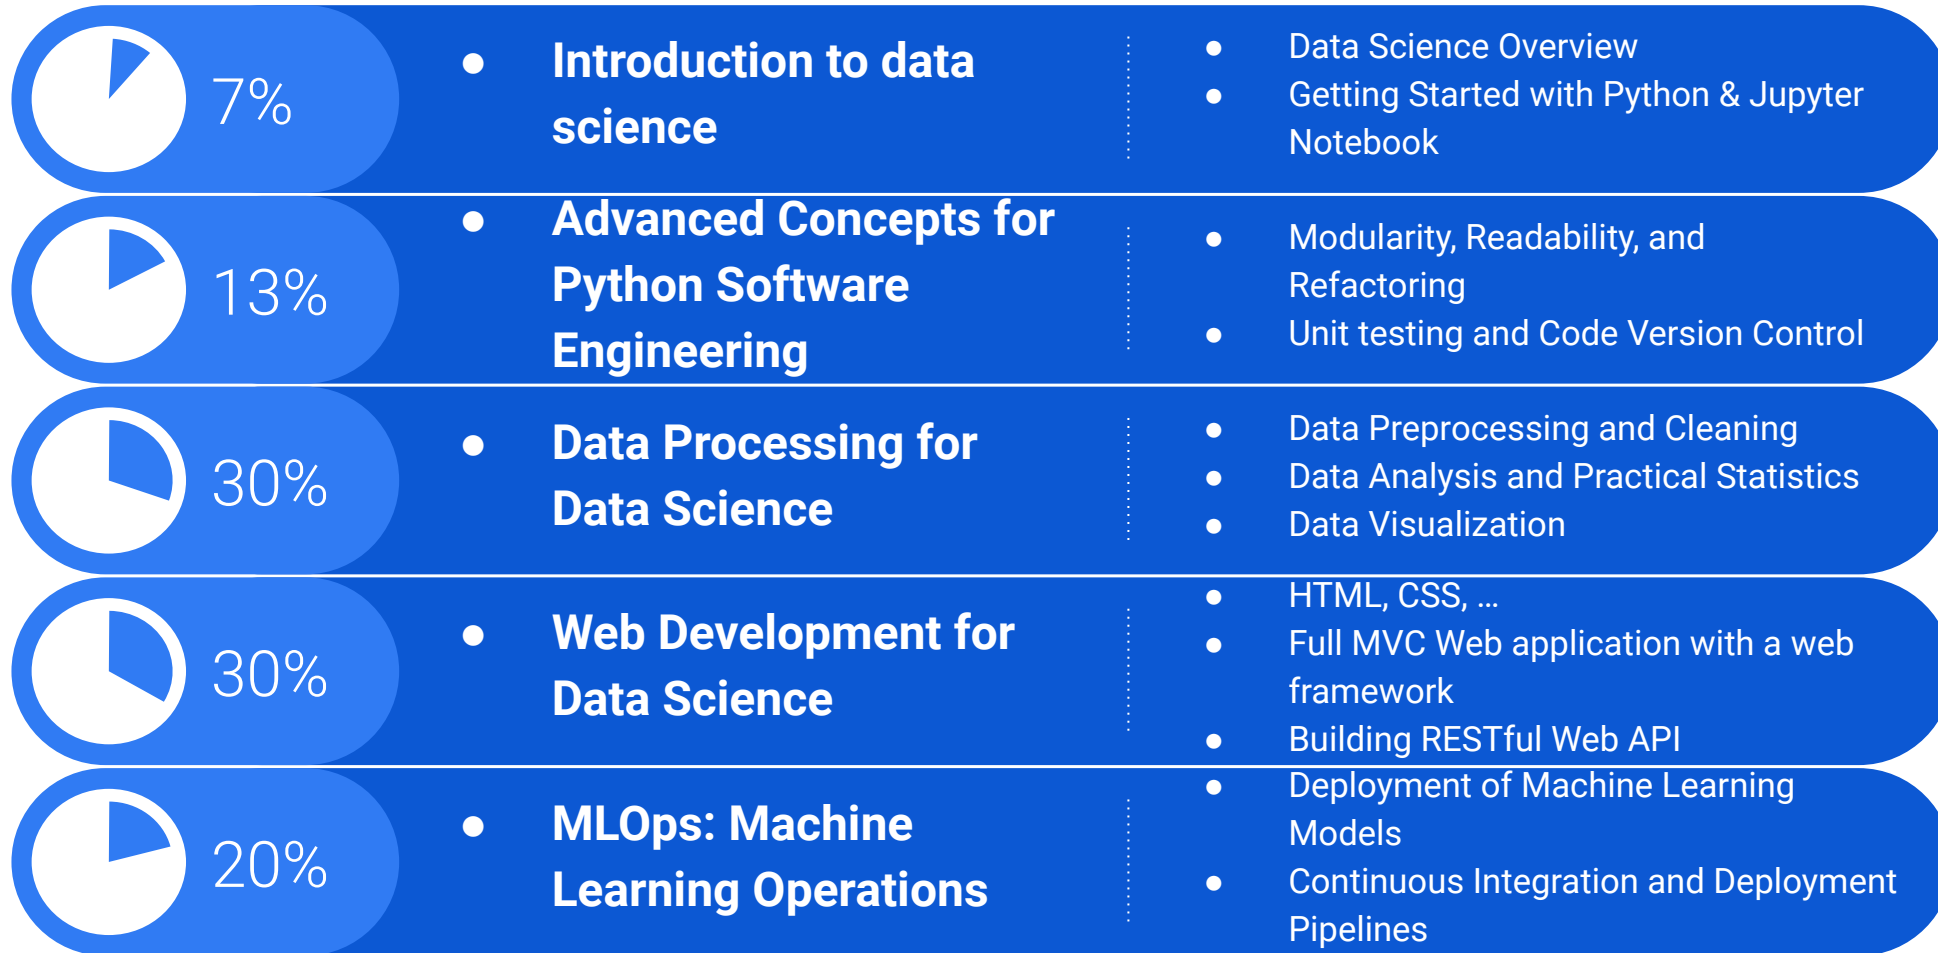 7%
● Introduction to data
science
● Data Science Overview
● Getting Started with Python & Jupyter
Notebook
13%
● Advanced Concepts for
Python Software
Engineering
● Modularity, Readability, and
Refactoring
● Unit testing and Code Version Control
30%
● Data Processing for
Data Science
● Data Preprocessing and Cleaning
● Data Analysis and Practical Statistics
● Data Visualization
30%
● Web Development for
Data Science
● HTML, CSS, ...
● Full MVC Web application with a web
framework
● Building RESTful Web API
20%
● MLOps: Machine
Learning Operations
● Deployment of Machine Learning
Models
● Continuous Integration and Deployment
Pipelines